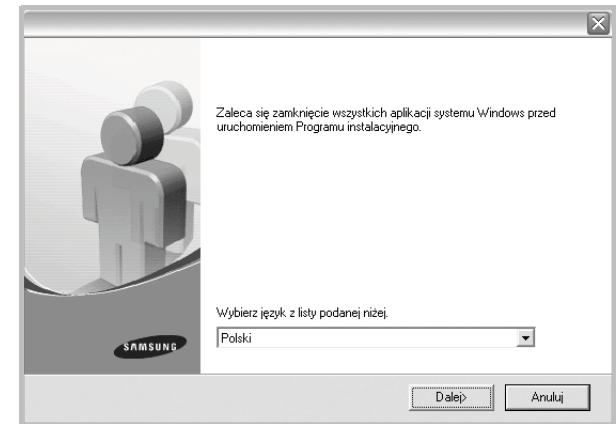 Zaleca się zamknięcie wszystkich aplikacji systemu Windows przed
uruchomieniem Programu instalacyjnego.
Wybierz język z listy podanej niżej.
Polski
SAMSUNG
Dalej>
Anuluj